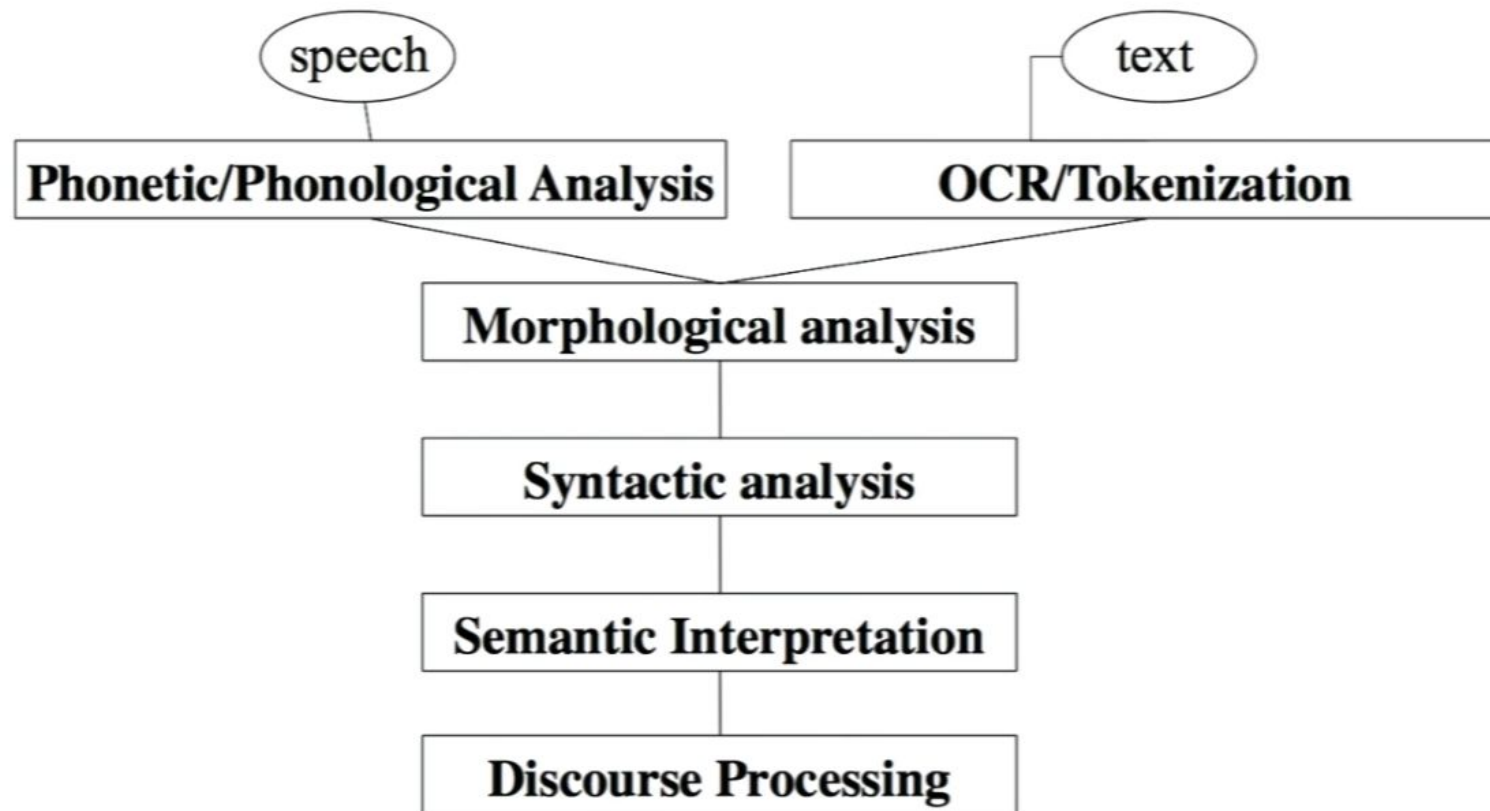 speech
text
Phonetic/Phonological Analysis
OCR/Tokenization
Morphological analysis
Syntactic analysis
Semantic Interpretation
Discourse Processing